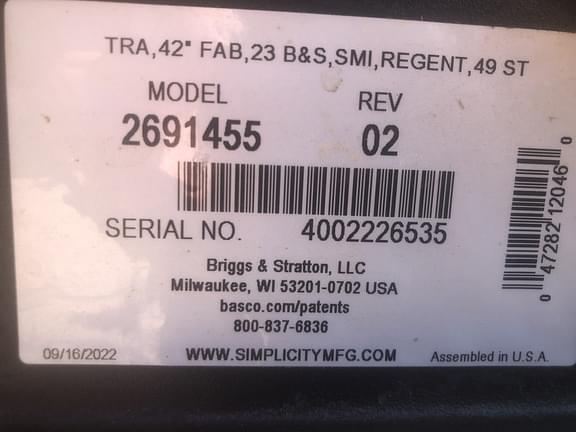 TRA,42" FAB,23 B&S,SMI,REGENT,49 ST
MODEL
2691455
REV
02
SERIAL NO. 4002226535
Briggs & Stratton, LLC
Milwaukee, WI 53201-0702 USA
basco.com/patents
800-837-6836
09/16/2022
WWW.SIMPLICITYMFG.COM
Assembled in U.S.A.
0 47282 12046 0